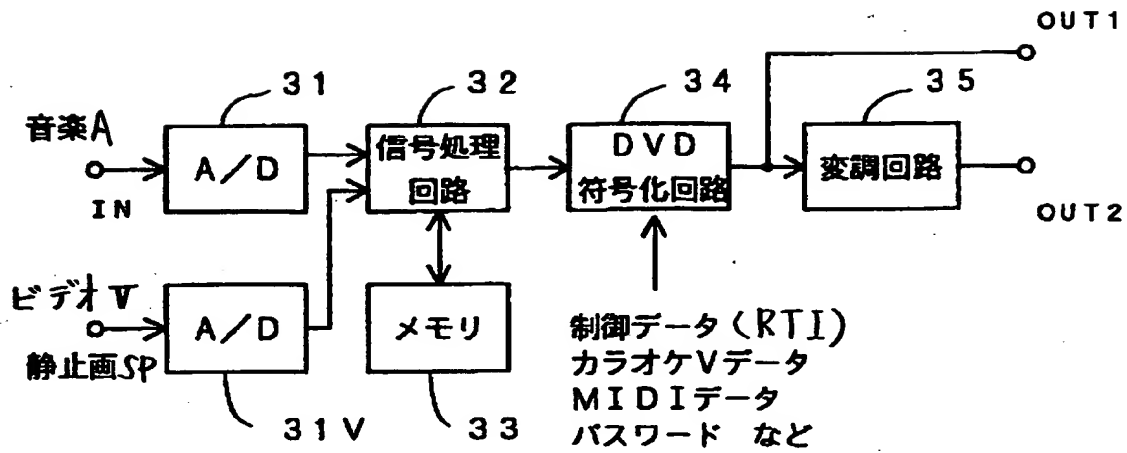 OUT1
31
32
34
35
音楽A
IN
A/D
信号処理
回路
DVD
符号化回路
変調回路
OUT2
ビデオV
静止画SP
A/D
メモリ
31V
33
制御データ(RTI)
カラオケVデータ
MIDIデータ
パスワード など